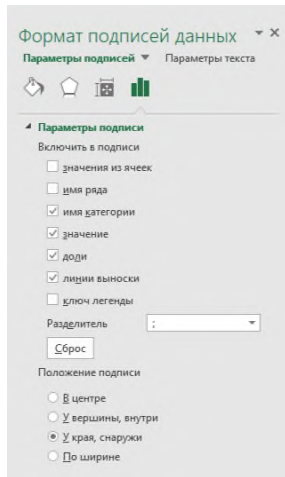 Формат подписей данных
Параметры подписей Параметры текста
Параметры подписи
Включить в подписи
значения из ячеек
имя ряда
имя категории
значение
доли
линии выноски
ключ легенды
Разделитель ;
Сброс
Положение подписи
В центре
У вершины, внутри
У края, снаружи
По ширине